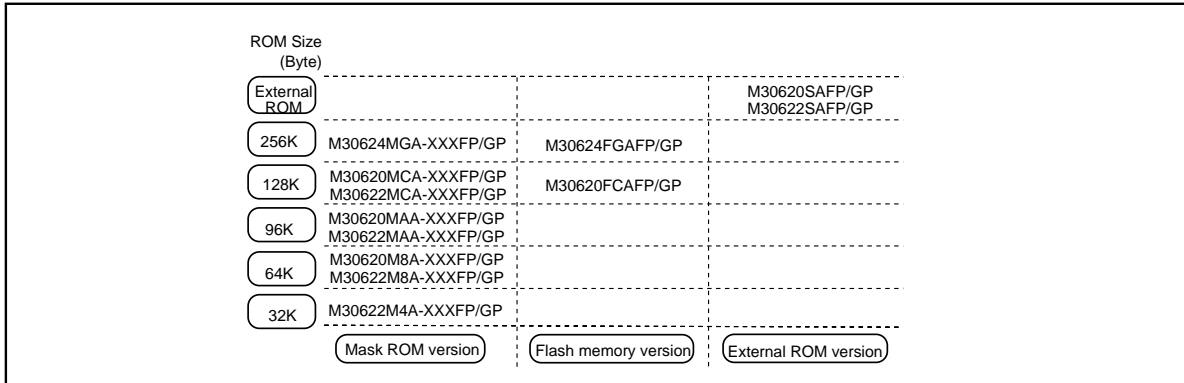 ROM Size
(Byte)
External
ROM
M30620SAFP/GP
M30622SAFP/GP
256K
M30624MGA-XXXFP/GP
M30624FGAFP/GP
128K
M30620MCA-XXXFP/GP
M30622MCA-XXXFP/GP
M30620FCAFP/GP
96K
M30620MAA-XXXFP/GP
M30622MAA-XXXFP/GP
64K
M30620M8A-XXXFP/GP
M30622M8A-XXXFP/GP
32K
M30622M4A-XXXFP/GP
Mask ROM version
Flash memory version
External ROM version